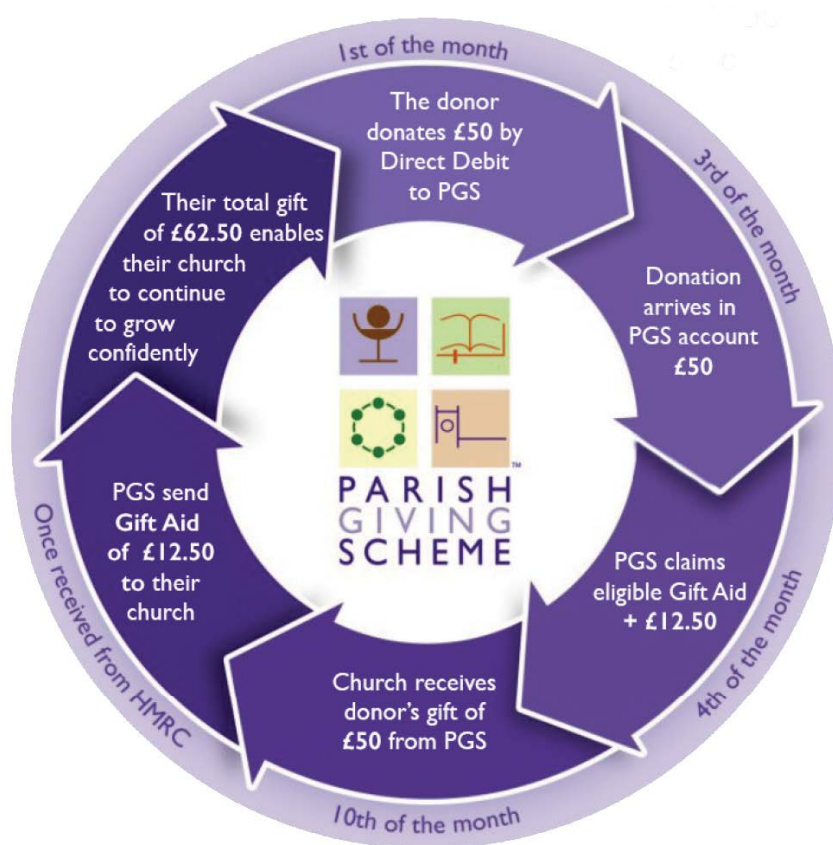 1st of the month
The donor
donates £50 by
Direct Debit
to PGS
3rd of the month
Donation
arrives in
PGS account
£50
4th of the month
PGS claims
eligible Gift Aid
+ £12.50
10th of the month
Church receives
donor's gift of
£50 from PGS
Once received from HMRC
PGS send
Gift Aid
of £12.50
to their
church
Their total gift
of £62.50 enables
their church
to continue
to grow
confidently
PARISH
GIVING
SCHEME
TM